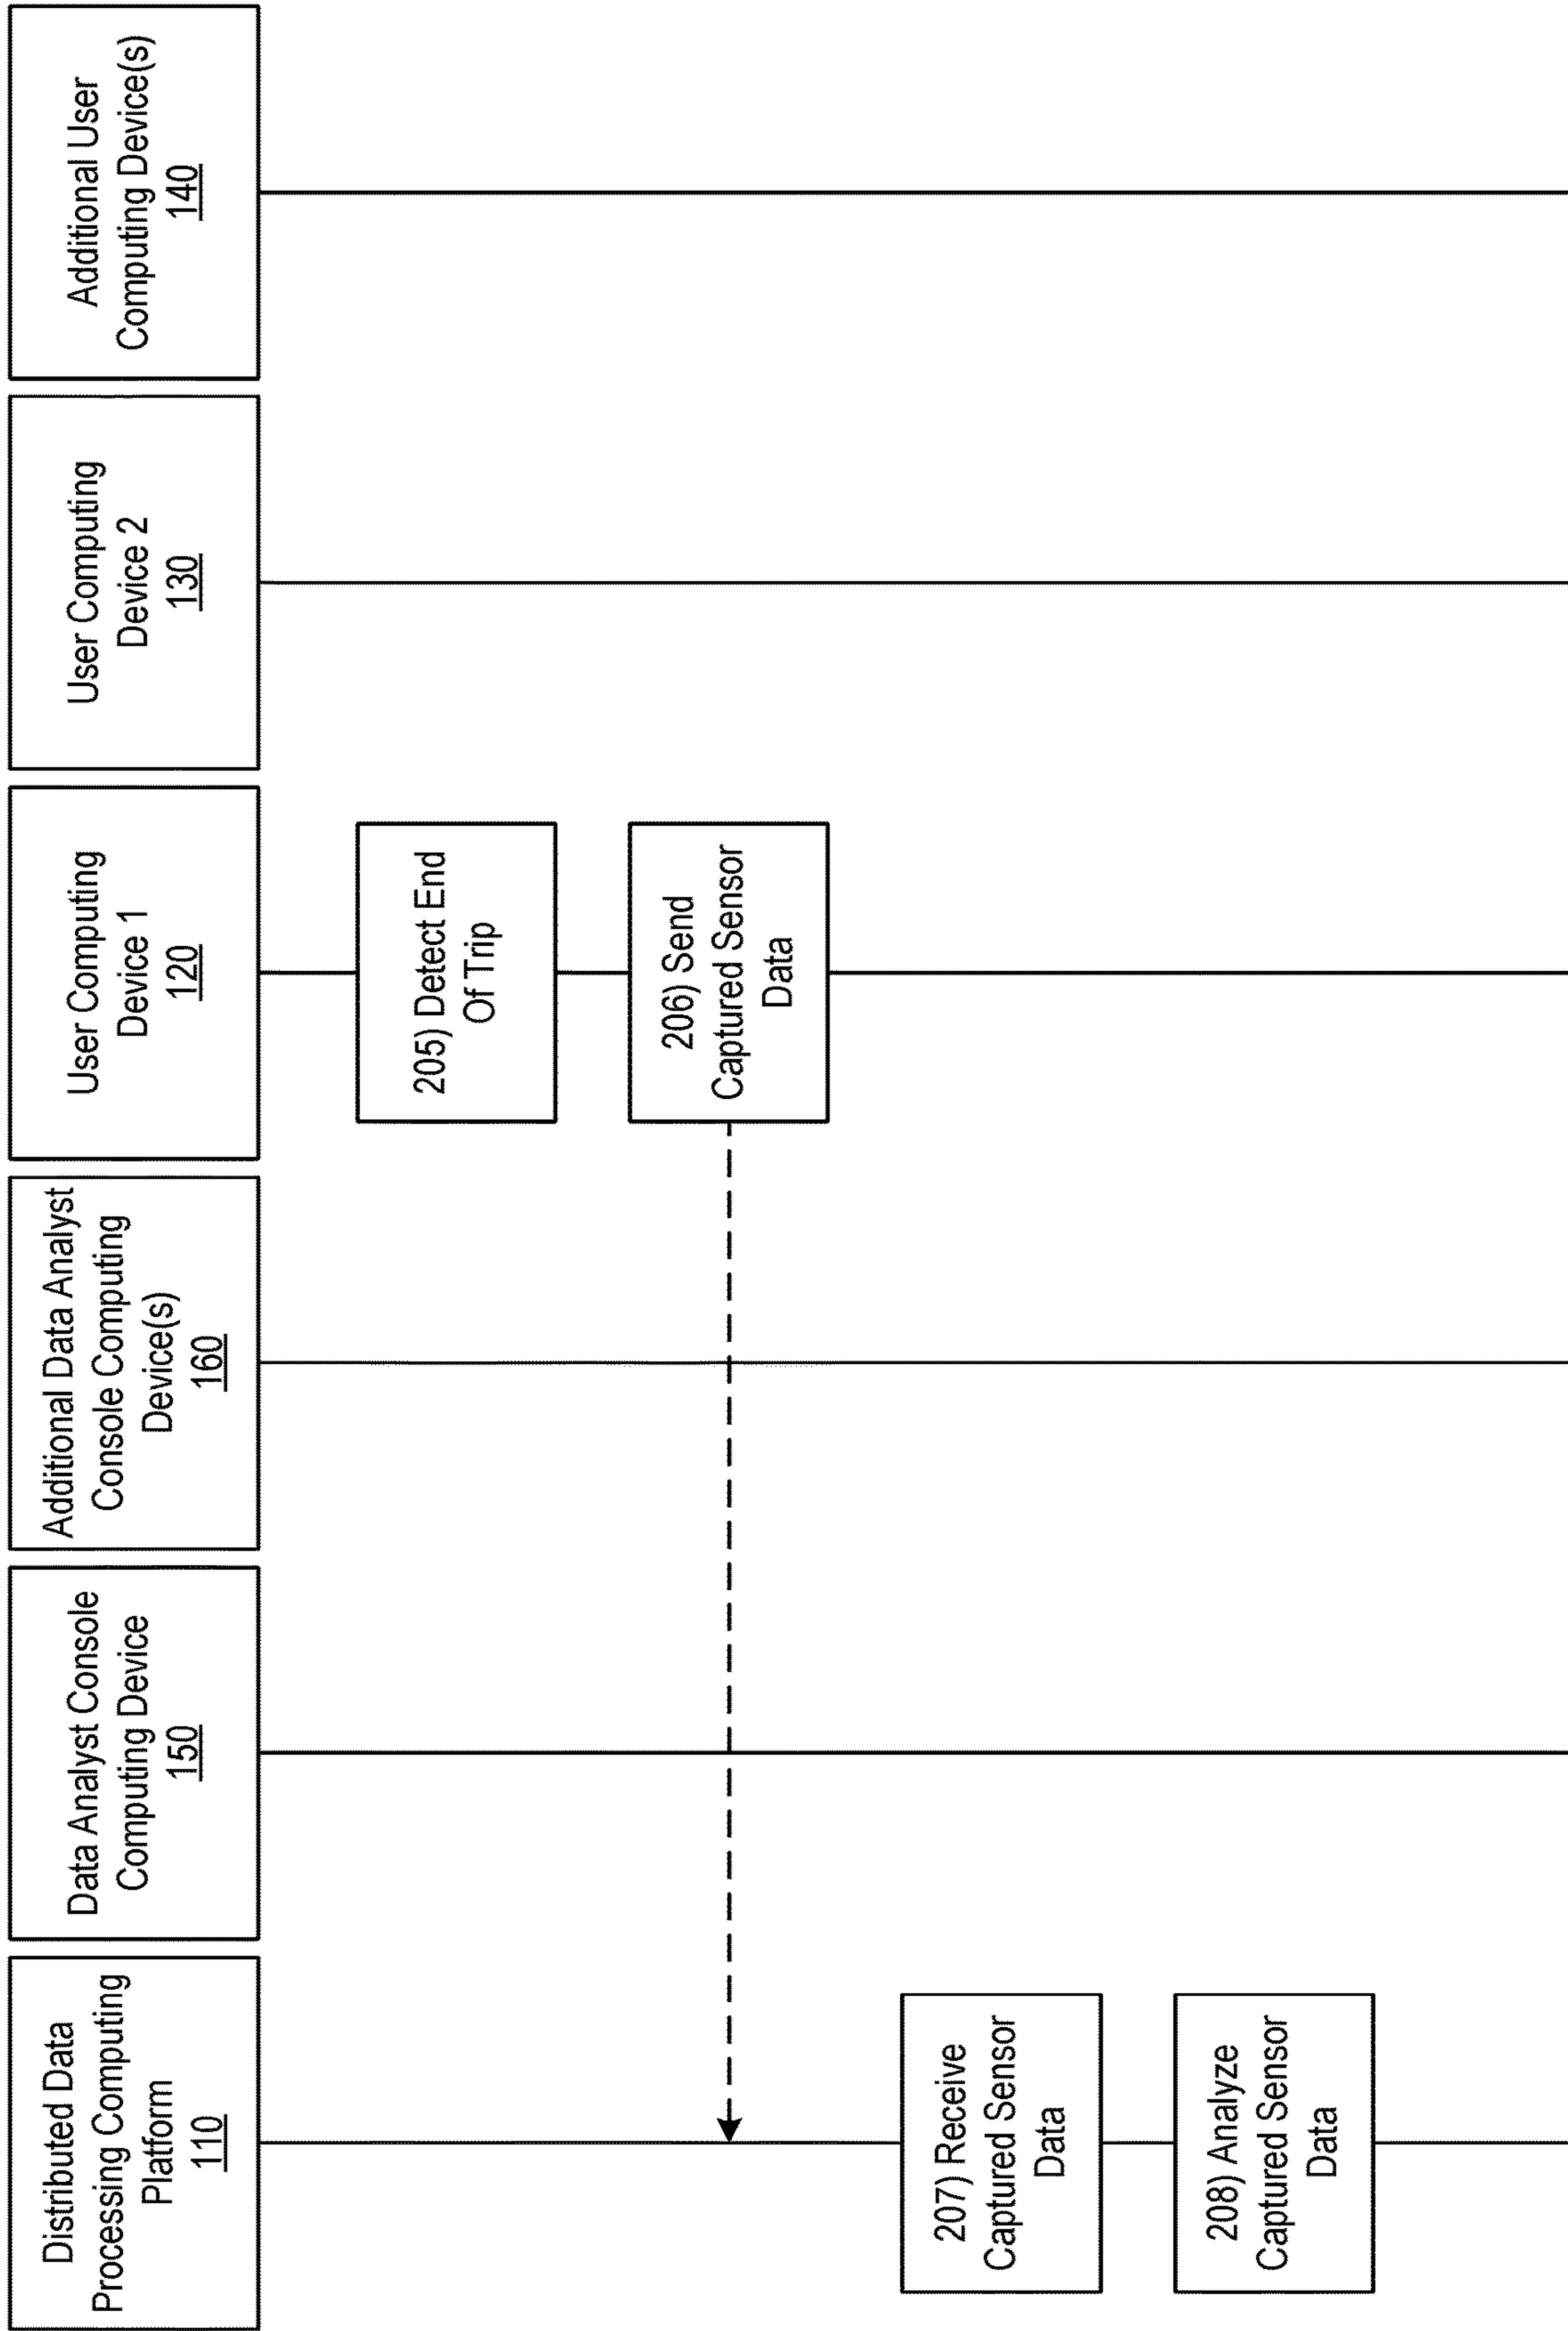 Distributed Data
Processing Computing
Platform
110
Data Analyst Console
Computing Device
150
Additional Data Analyst
Console Computing
Device(s)
160
User Computing
Device 1
120
User Computing
Device 2
130
Additional User
Computing Device(s)
140
205) Detect End
Of Trip
206) Send
Captured Sensor
Data
207) Receive
Captured Sensor
Data
208) Analyze
Captured Sensor
Data